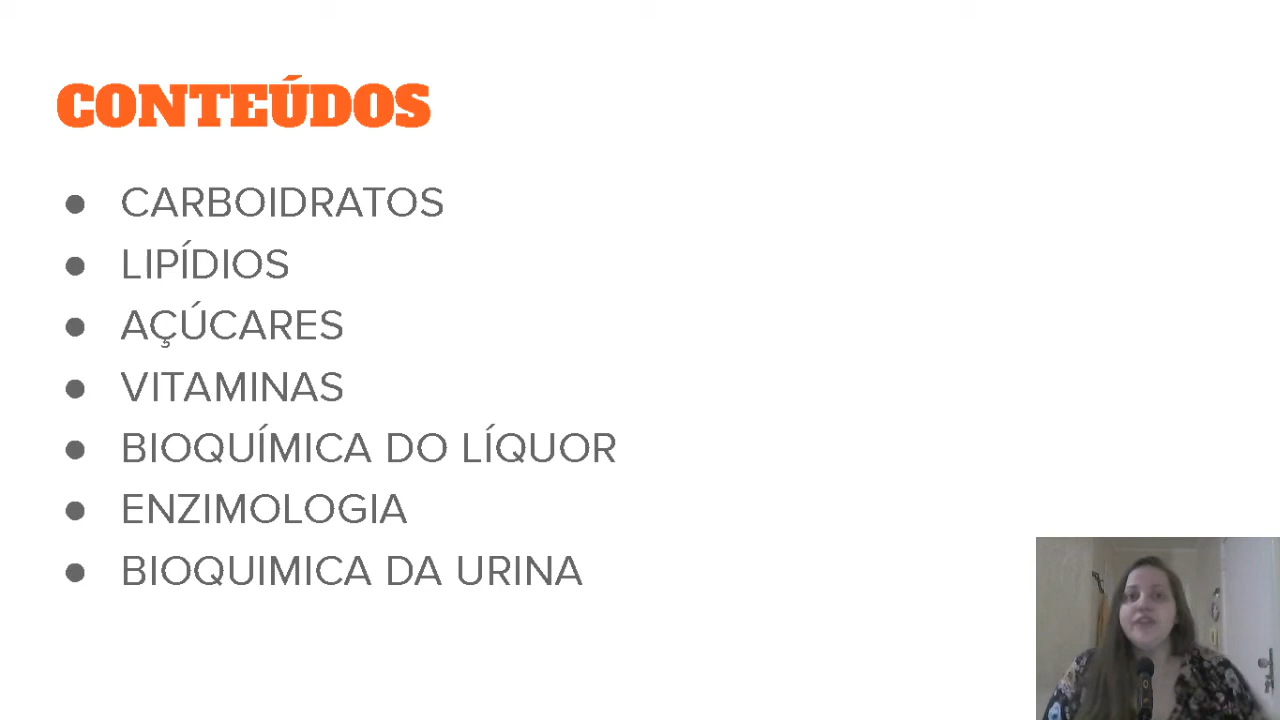 CONTEÚDOS
● CARBOIDRATOS
● LIPÍDIOS
● AÇÚCARES
● VITAMINAS
● BIOQUÍMICA DO LÍQUOR
● ENZIMOLOGIA
● BIOQUIMICA DA URINA